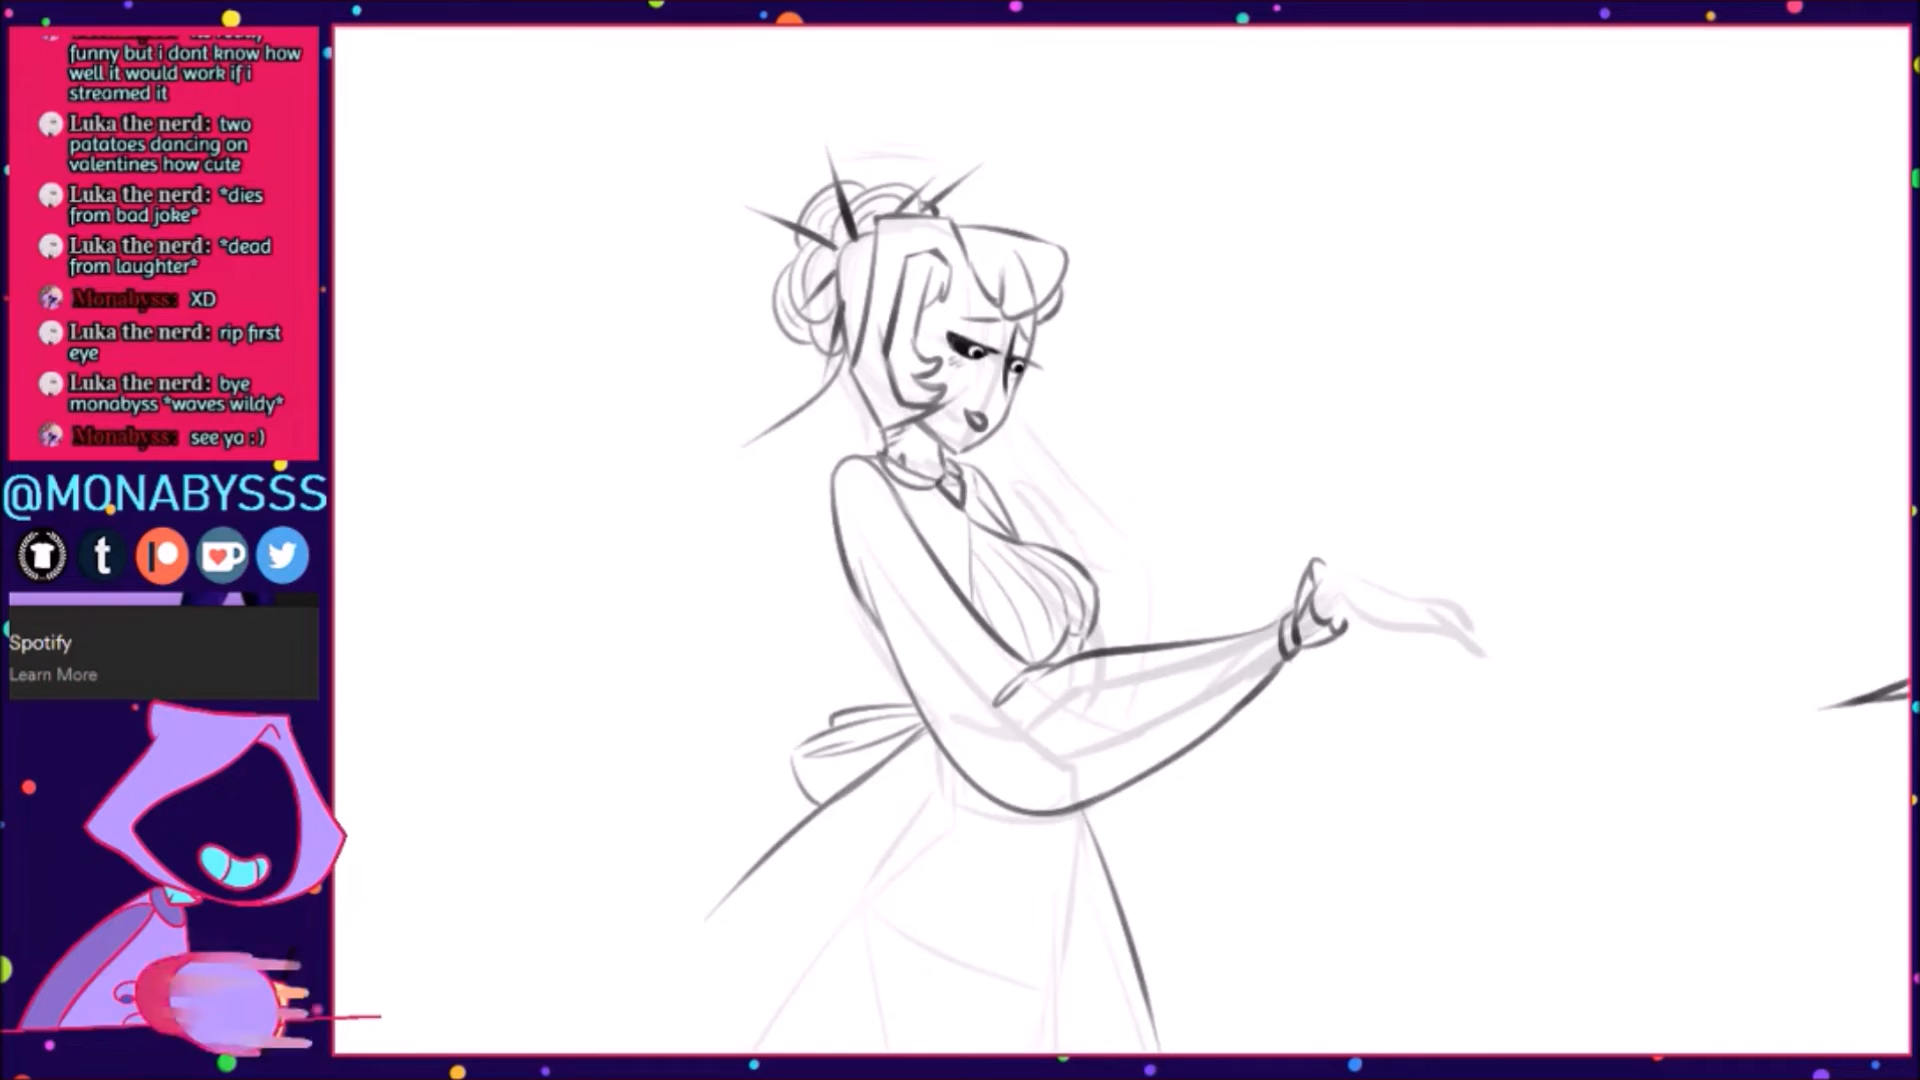 funny but i dont know how
well it would work if i
streamed it
Luka the nerd: two
patatoes dancing on
valentines how cute
Luka the nerd: *dies
from bad joke*
Luka the nerd: *dead
from laughter*
Monabyss: XD
Luka the nerd: rip first
eye
Luka the nerd: bye
monabyss *waves wildy*
Monabyss: see ya :)
@MONABYSSS
t
Spotify
Learn More